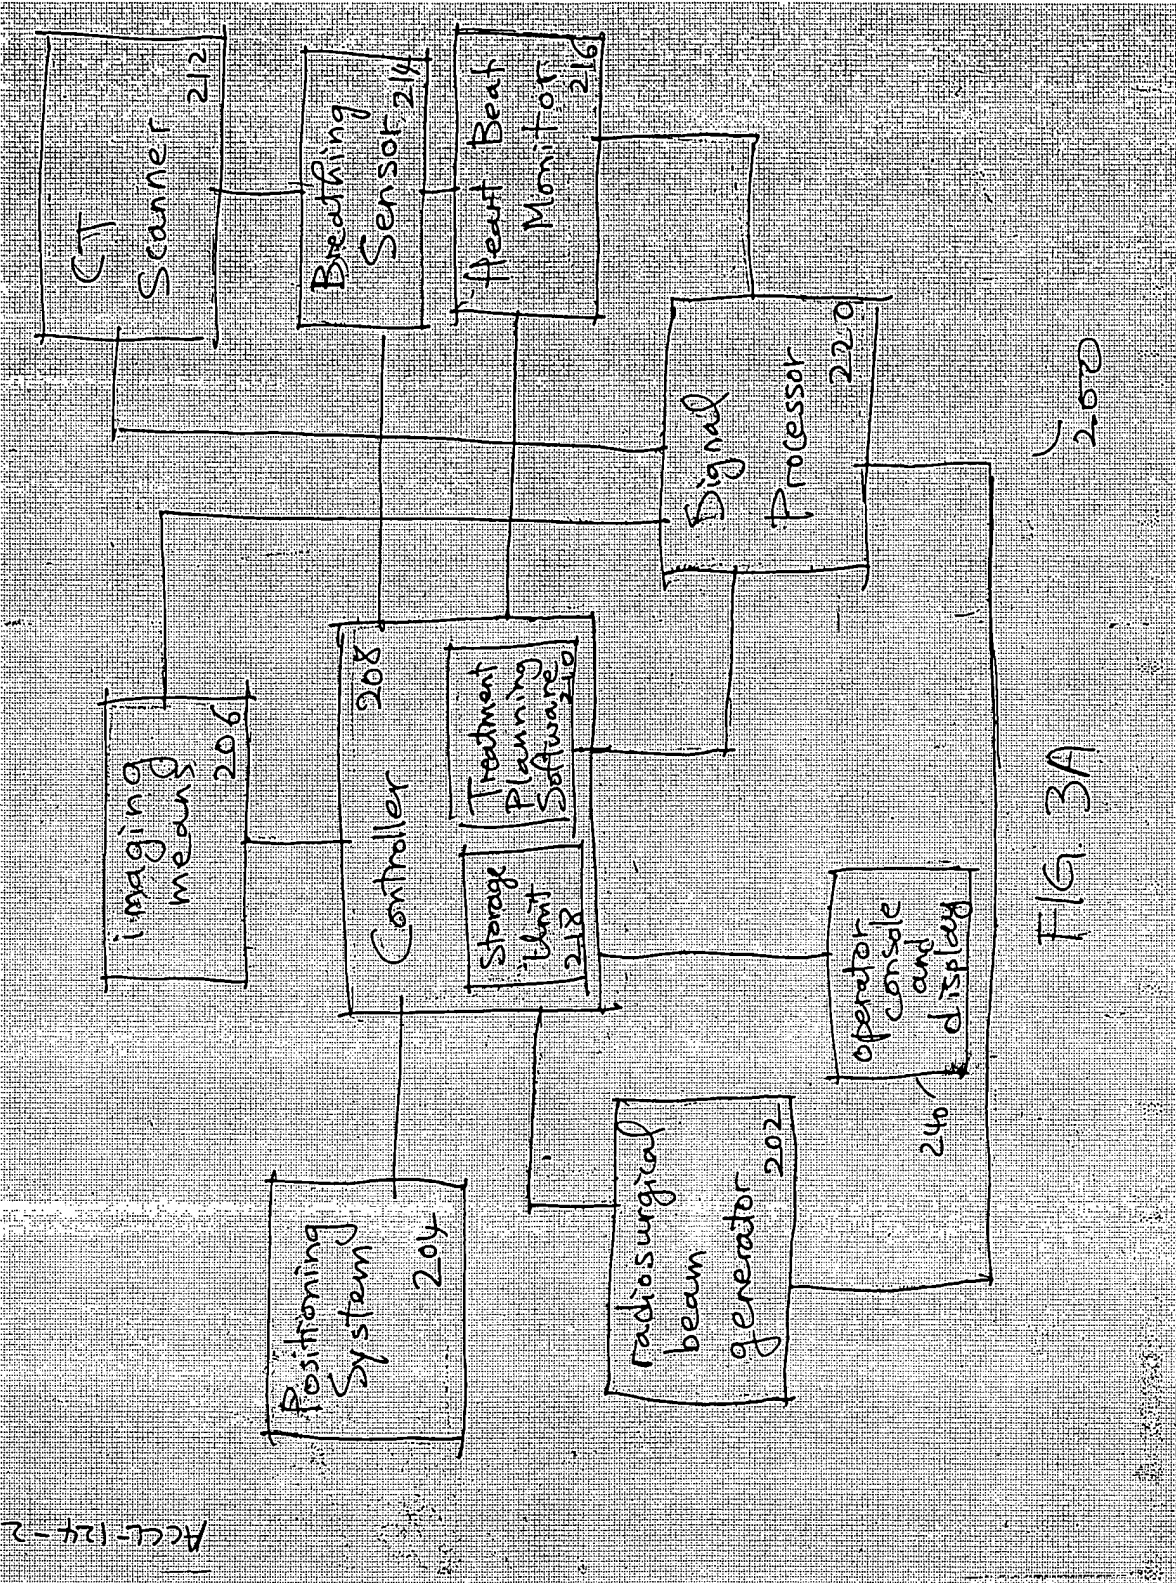 ACCL-124-2
Positioning
System
204
imaging
means
206
CT
Scanner
212
Breathing
Sensor
214
Heart Beat
Monitor
216
Controller
208
Storage
Unit
218
Treatment
Planning
Software
210
radiosurgical
beam
generator
202
operator
console
and
display
240
Signal
Processor
220
200
FIG. 3A